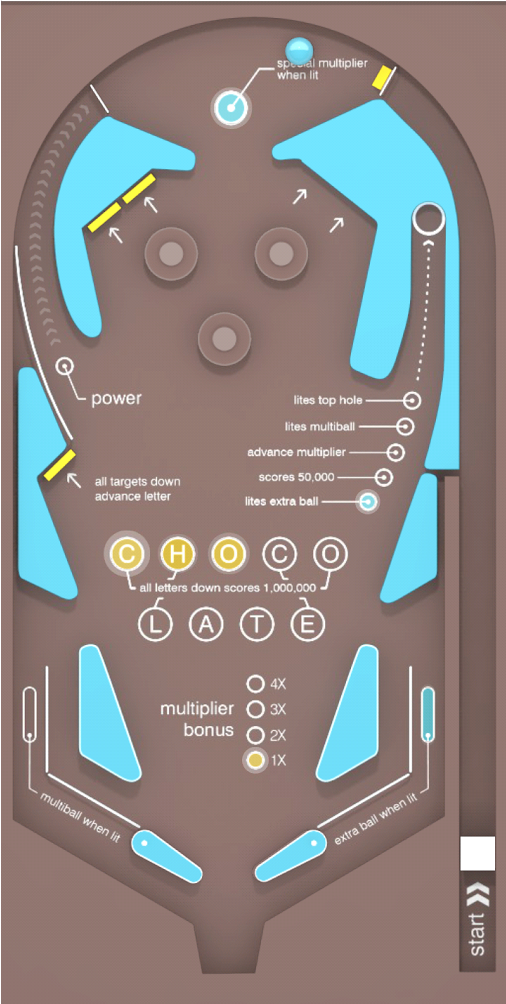 special multiplier
when lit
power
lites top hole
lites multiball
advance multiplier
scores 50,000
lites extra ball
all targets down
advance letter
C H O C O
all letters down scores 1,000,000
L A T E
4X
3X
2X
1X
multiplier
bonus
multiball when lit
extra ball when lit
start